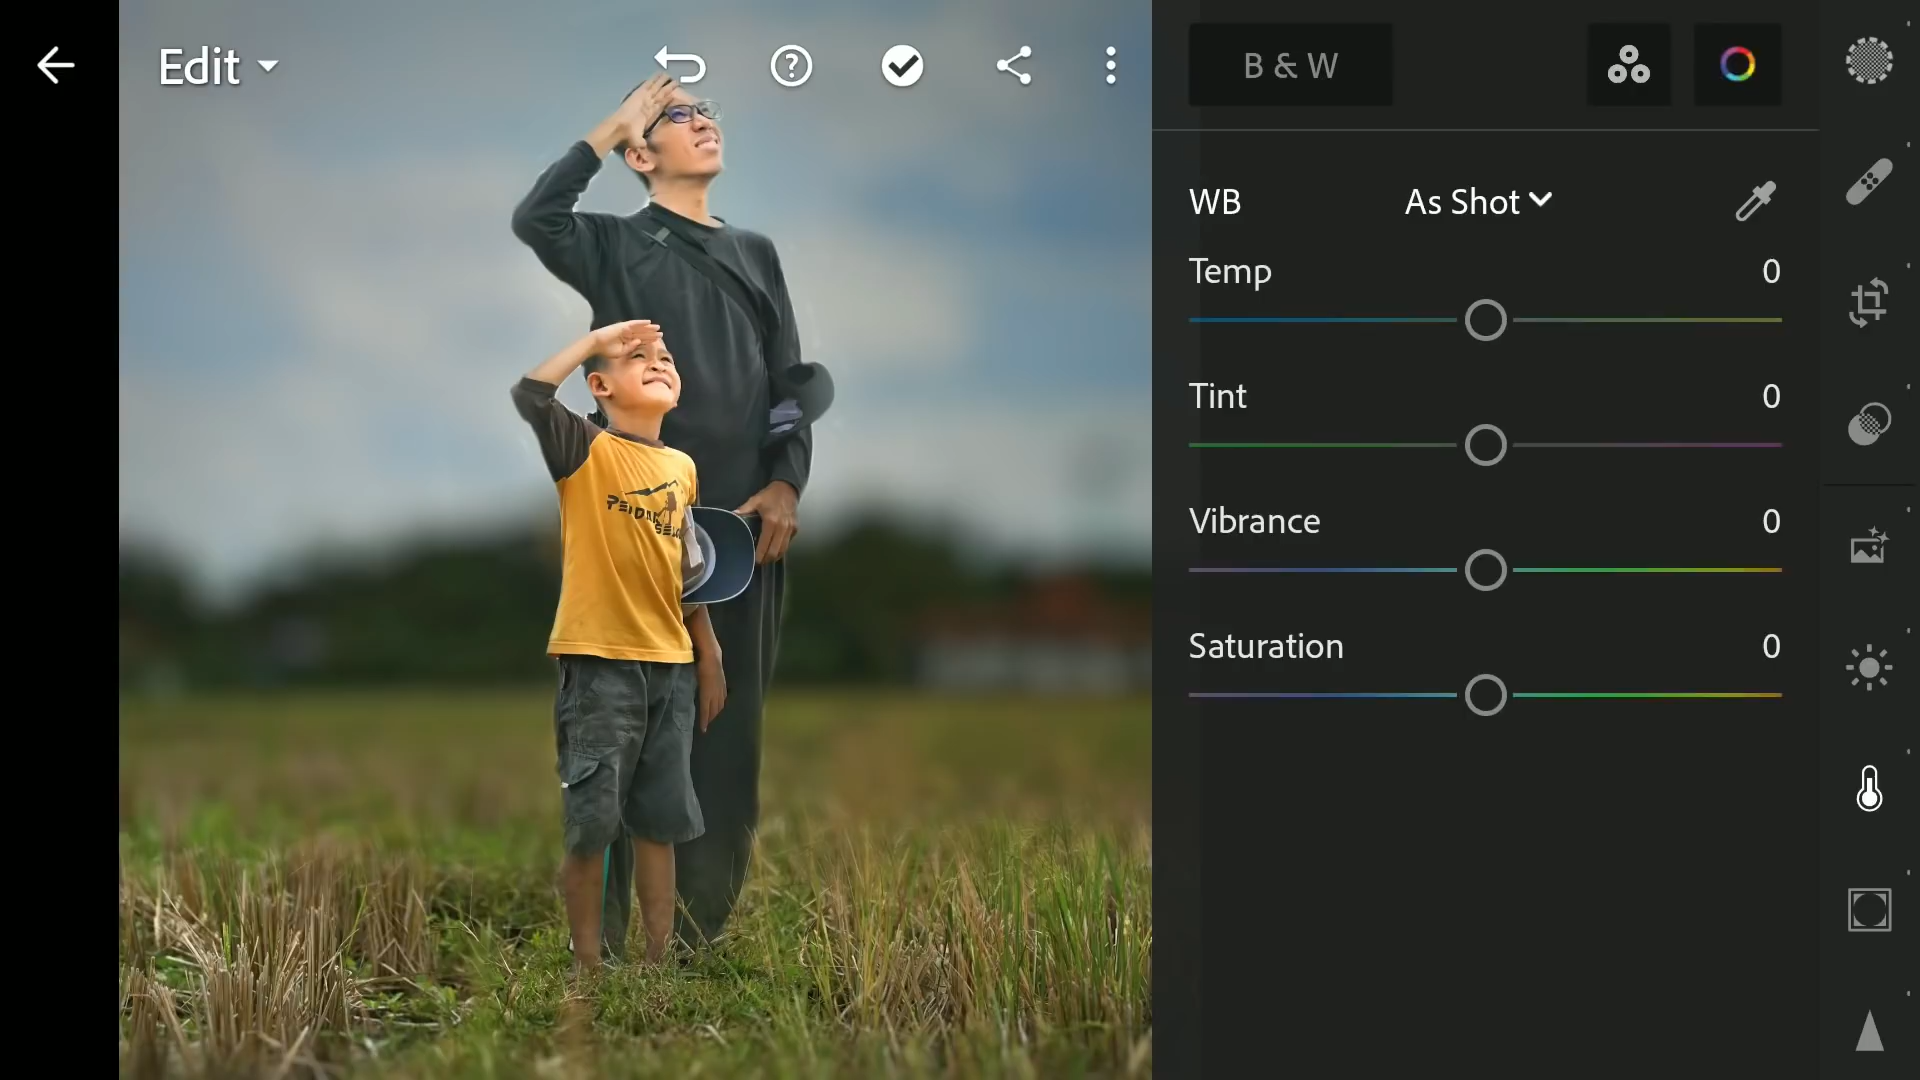 Edit
B & W
WB As Shot
Temp 0
Tint 0
Vibrance 0
Saturation 0